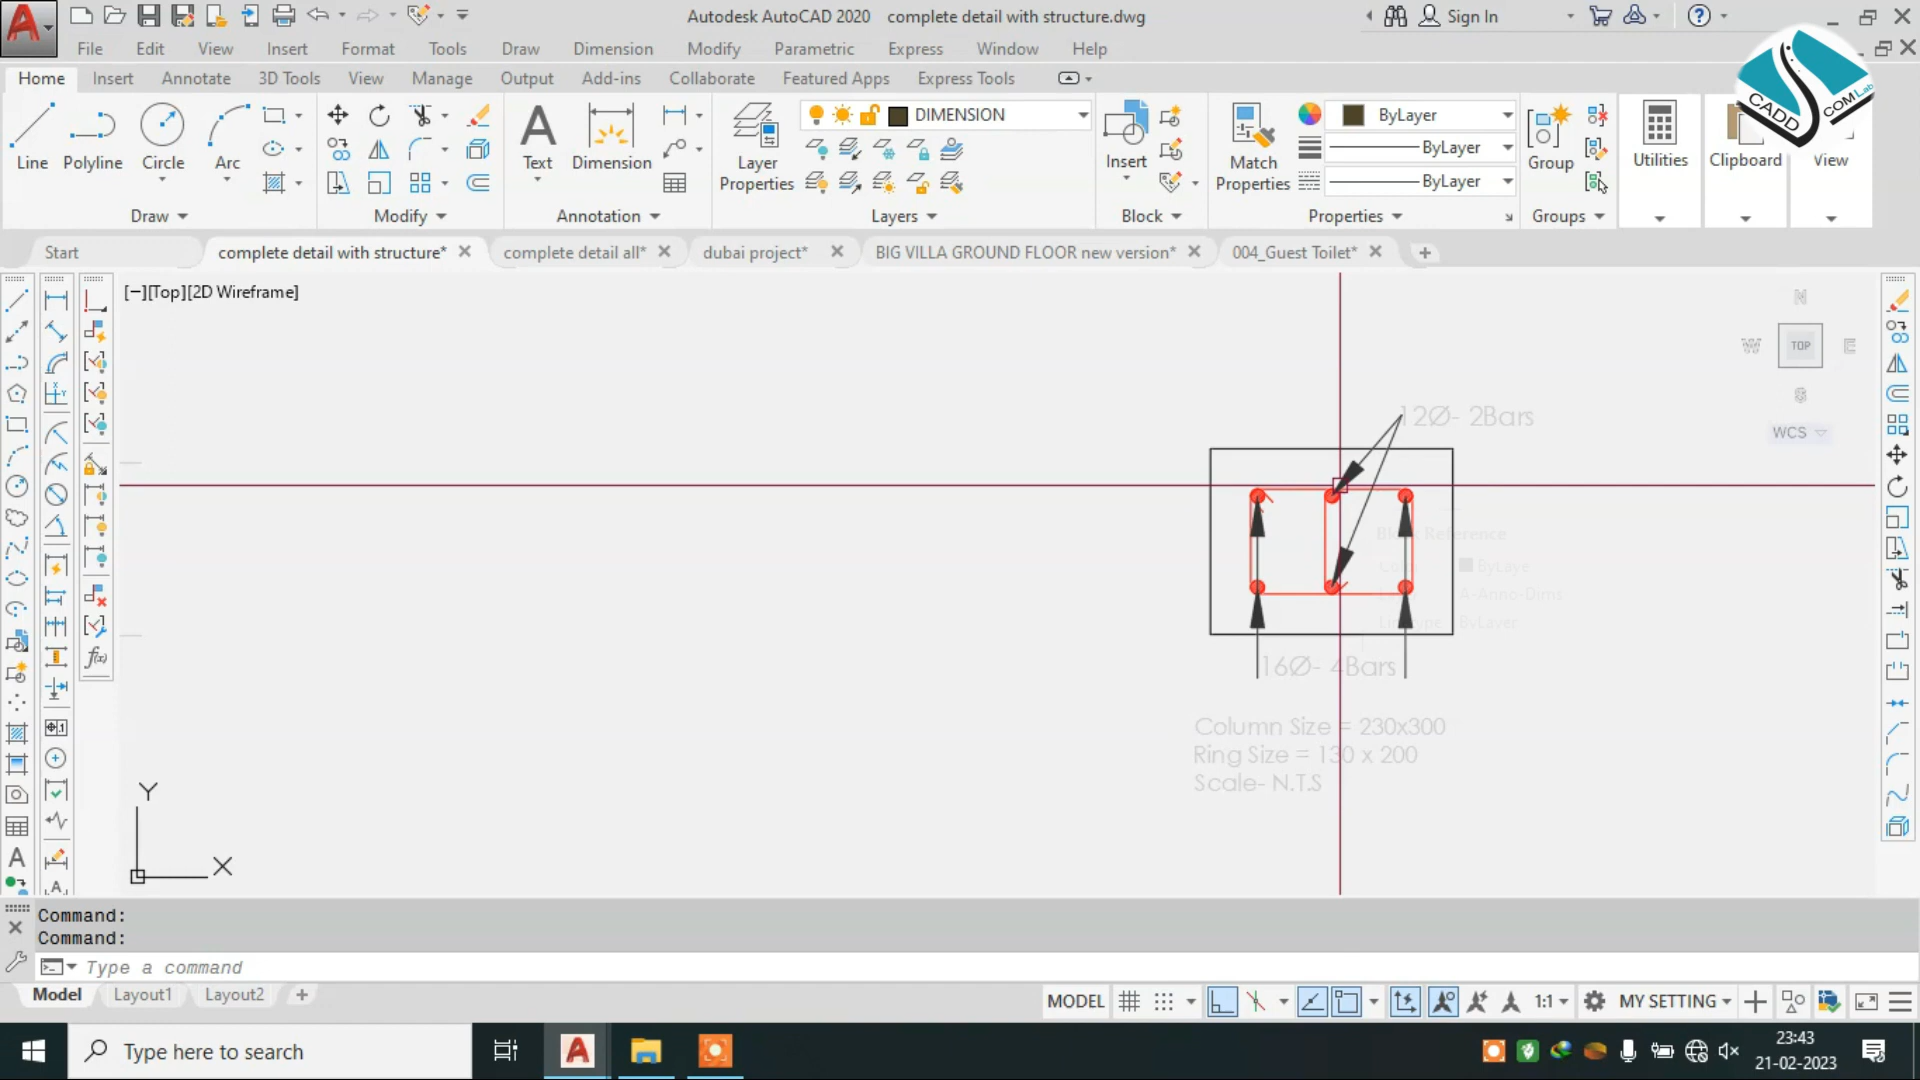 Autodesk AutoCAD 2020 complete detail with structure.dwg
Sign In
File Edit View Insert Format Tools Draw Dimension Modify Parametric Express Window Help
Home Insert Annotate 3D Tools View Manage Output Add-ins Collaborate Featured Apps Express Tools
CADD
COM Lab
DIMENSION
ByLayer
ByLayer
ByLayer
Line Polyline Circle Arc
Text Dimension
Layer Properties
Insert
Match Properties
Group
Utilities
Clipboard
View
Draw Modify Annotation Layers Block Properties Groups
Start complete detail with structure* complete detail all* dubai project* BIG VILLA GROUND FLOOR new version* 004_Guest Toilet*
[−][Top][2D Wireframe]
N
W TOP E
S
WCS
12Ø- 2Bars
16Ø- 4Bars
Column Size = 230x300
Ring Size = 130 x 200
Scale- N.T.S
Y
X
Command:
Command:
Type a command
Model Layout1 Layout2
MODEL 1:1 MY SETTING
Type here to search
23:43
21-02-2023